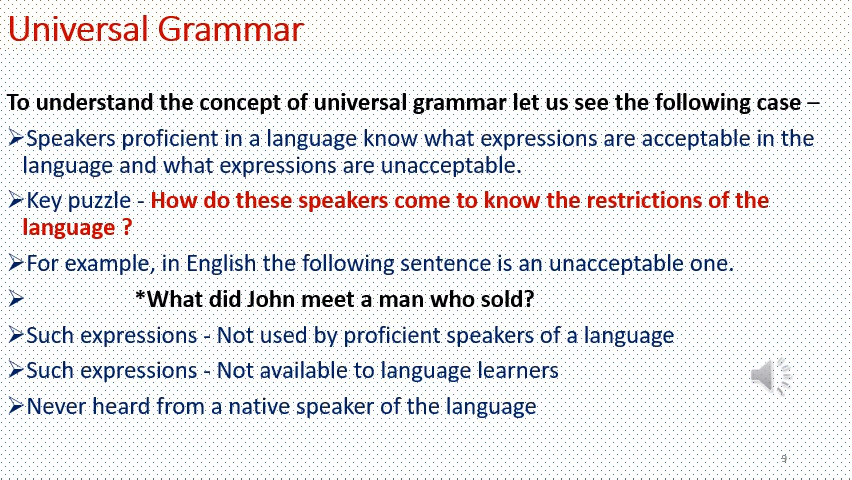 Universal Grammar
To understand the concept of universal grammar let us see the following case –
➢Speakers proficient in a language know what expressions are acceptable in the
language and what expressions are unacceptable.
➢Key puzzle - How do these speakers come to know the restrictions of the
language ?
➢For example, in English the following sentence is an unacceptable one.
➢ *What did John meet a man who sold?
➢Such expressions - Not used by proficient speakers of a language
➢Such expressions - Not available to language learners
➢Never heard from a native speaker of the language
9